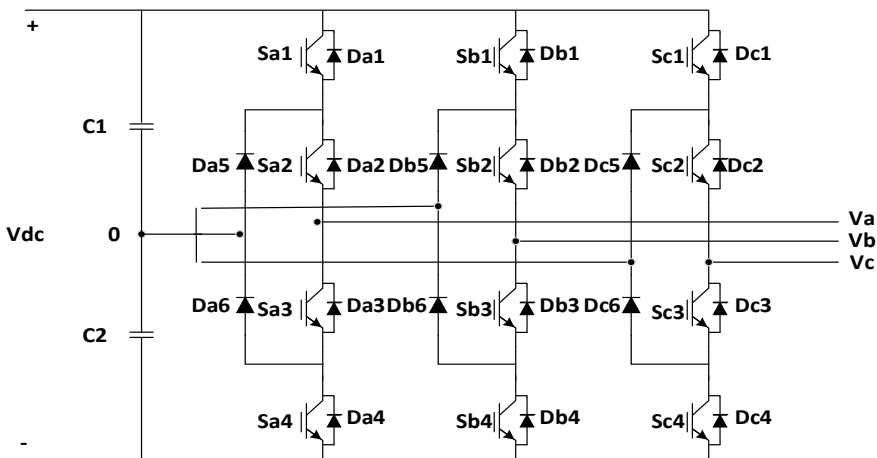 +
Sa1 Da1 Sb1 Db1 Sc1 Dc1
C1
Da5 Sa2 Da2 Db5 Sb2 Db2 Dc5 Sc2 Dc2
Va
Vdc 0 Vb
Vc
Da6 Sa3 Da3 Db6 Sb3 Db3 Dc6 Sc3 Dc3
C2
Sa4 Da4 Sb4 Db4 Sc4 Dc4
-